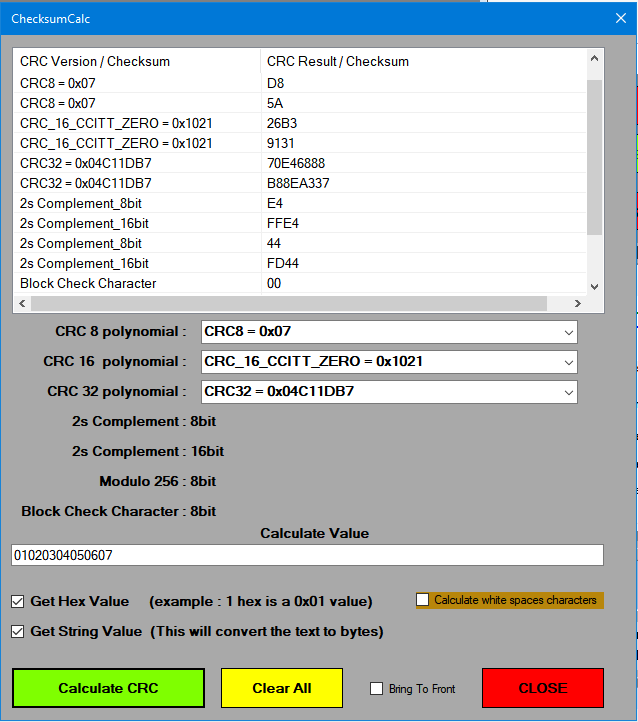 ChecksumCalc
CRC Version / Checksum CRC Result / Checksum
CRC8 = 0x07 D8
CRC8 = 0x07 5A
CRC_16_CCITT_ZERO = 0x1021 26B3
CRC_16_CCITT_ZERO = 0x1021 9131
CRC32 = 0x04C11DB7 70E46888
CRC32 = 0x04C11DB7 B88EA337
2s Complement_8bit E4
2s Complement_16bit FFE4
2s Complement_8bit 44
2s Complement_16bit FD44
Block Check Character 00
CRC 8 polynomial : CRC8 = 0x07
CRC 16 polynomial : CRC_16_CCITT_ZERO = 0x1021
CRC 32 polynomial : CRC32 = 0x04C11DB7
2s Complement : 8bit
2s Complement : 16bit
Modulo 256 : 8bit
Block Check Character : 8bit
Calculate Value
01020304050607
Get Hex Value (example : 1 hex is a 0x01 value) Calculate white spaces characters
Get String Value (This will convert the text to bytes)
Calculate CRC Clear All Bring To Front CLOSE